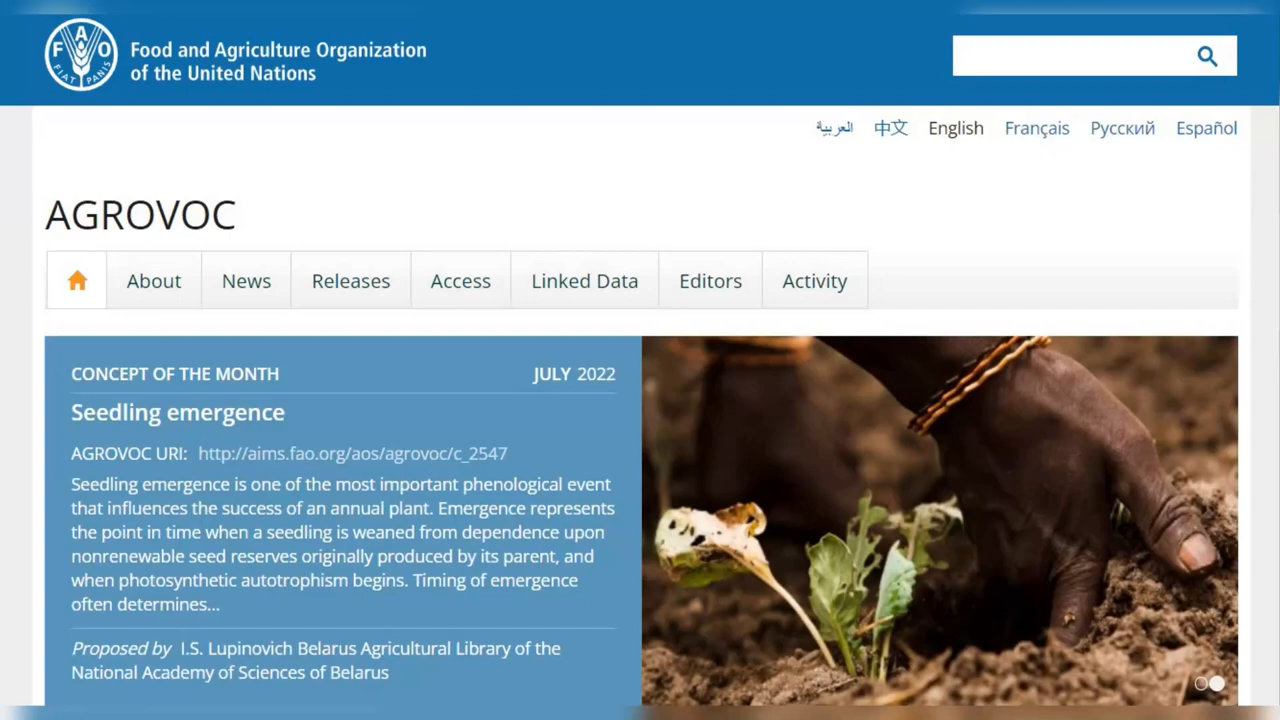 FAO
FIAT PANIS
Food and Agriculture Organization
of the United Nations
العربية 中文 English Français Русский Español
AGROVOC
About News Releases Access Linked Data Editors Activity
CONCEPT OF THE MONTH JULY 2022
Seedling emergence
AGROVOC URI: http://aims.fao.org/aos/agrovoc/c_2547
Seedling emergence is one of the most important phenological event
that influences the success of an annual plant. Emergence represents
the point in time when a seedling is weaned from dependence upon
nonrenewable seed reserves originally produced by its parent, and
when photosynthetic autotrophism begins. Timing of emergence
often determines...
Proposed by I.S. Lupinovich Belarus Agricultural Library of the
National Academy of Sciences of Belarus